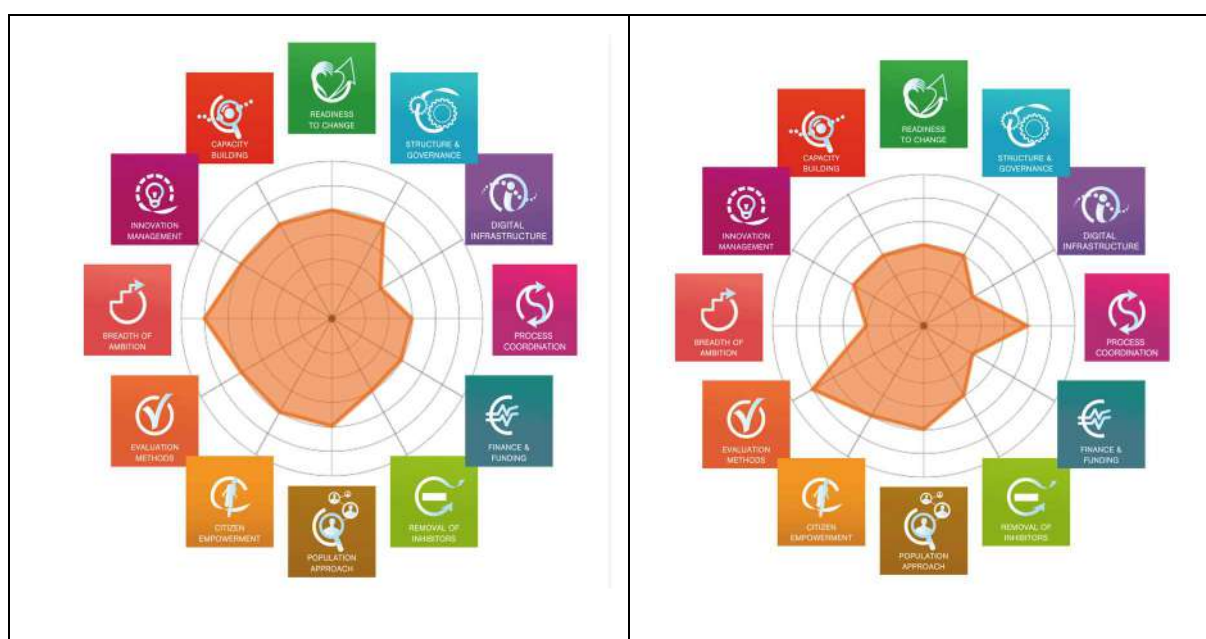 READINESS
TO CHANGE
STRUCTURE &
GOVERNANCE
DIGITAL
INFRASTRUCTURE
PROCESS
COORDINATION
FINANCE &
FUNDING
REMOVAL OF
INHIBITORS
POPULATION
APPROACH
CITIZEN
EMPOWERMENT
EVALUATION
METHODS
BREADTH OF
AMBITION
INNOVATION
MANAGEMENT
CAPACITY
BUILDING
READINESS
TO CHANGE
STRUCTURE &
GOVERNANCE
DIGITAL
INFRASTRUCTURE
PROCESS
COORDINATION
FINANCE &
FUNDING
REMOVAL OF
INHIBITORS
POPULATION
APPROACH
CITIZEN
EMPOWERMENT
EVALUATION
METHODS
BREADTH OF
AMBITION
INNOVATION
MANAGEMENT
CAPACITY
BUILDING